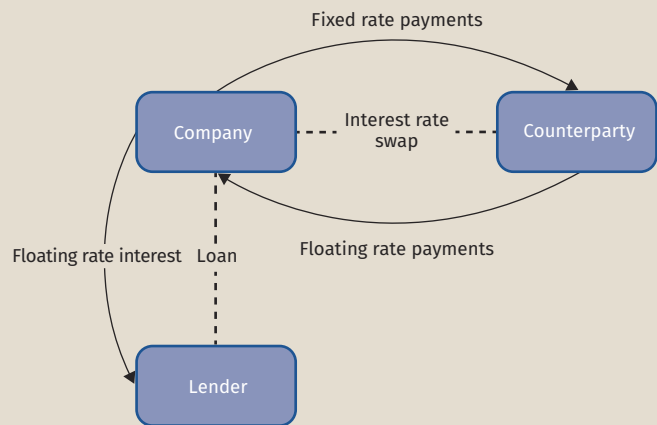 Fixed rate payments
Company
Interest rate
swap
Counterparty
Floating rate payments
Floating rate interest
Loan
Lender